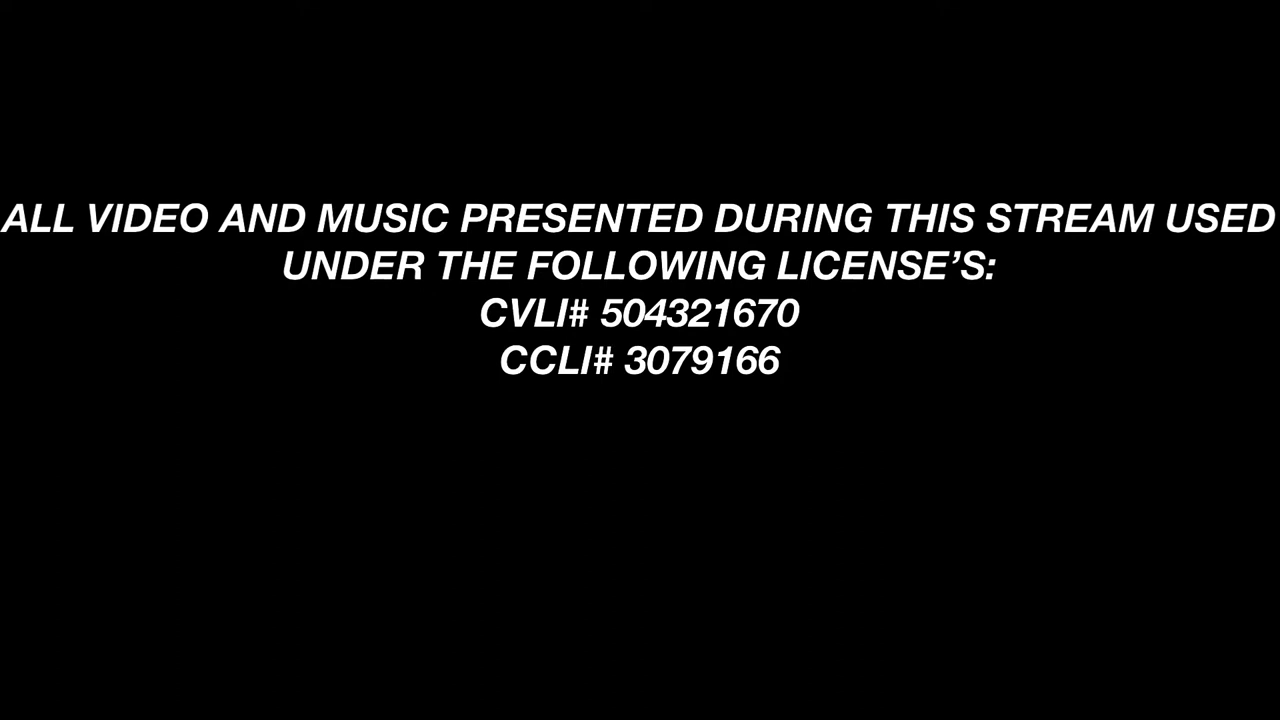 ALL VIDEO AND MUSIC PRESENTED DURING THIS STREAM USED
UNDER THE FOLLOWING LICENSE’S:
CVLI# 504321670
CCLI# 3079166